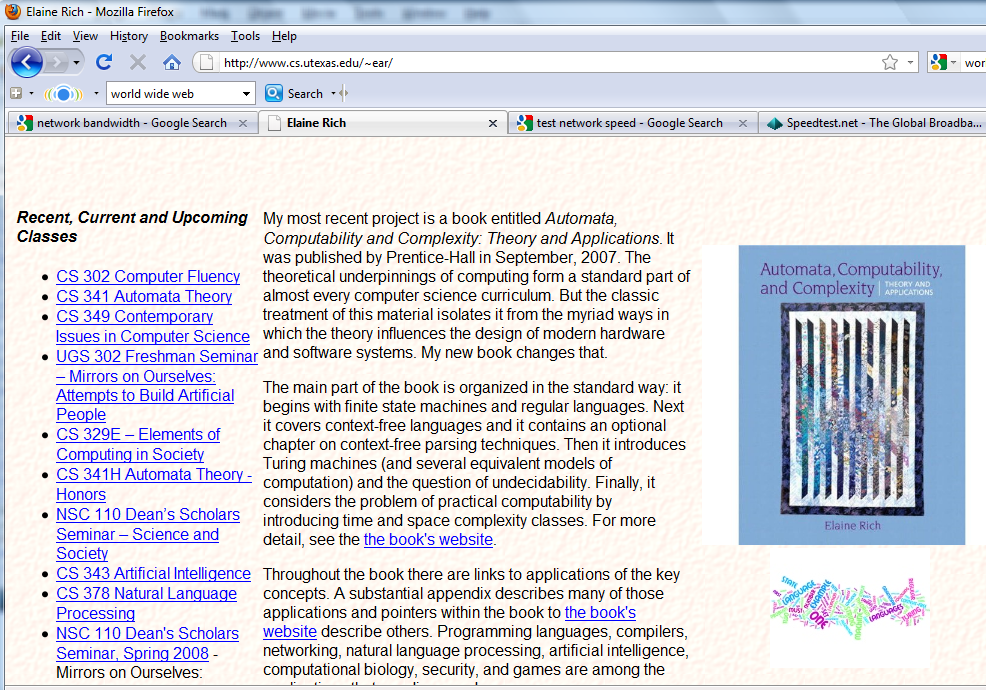 Elaine Rich - Mozilla Firefox
File Edit View History Bookmarks Tools Help
http://www.cs.utexas.edu/~ear/
wor
world wide web
Search
network bandwidth - Google Search
Elaine Rich
test network speed - Google Search
Speedtest.net - The Global Broadba...
Recent, Current and Upcoming
Classes
CS 302 Computer Fluency
CS 341 Automata Theory
CS 349 Contemporary
Issues in Computer Science
UGS 302 Freshman Seminar
– Mirrors on Ourselves:
Attempts to Build Artificial
People
CS 329E – Elements of
Computing in Society
CS 341H Automata Theory -
Honors
NSC 110 Dean's Scholars
Seminar – Science and
Society
CS 343 Artificial Intelligence
CS 378 Natural Language
Processing
NSC 110 Dean's Scholars
Seminar, Spring 2008 -
Mirrors on Ourselves:
My most recent project is a book entitled Automata,
Computability and Complexity: Theory and Applications. It
was published by Prentice-Hall in September, 2007. The
theoretical underpinnings of computing form a standard part of
almost every computer science curriculum. But the classic
treatment of this material isolates it from the myriad ways in
which the theory influences the design of modern hardware
and software systems. My new book changes that.
The main part of the book is organized in the standard way: it
begins with finite state machines and regular languages. Next
it covers context-free languages and it contains an optional
chapter on context-free parsing techniques. Then it introduces
Turing machines (and several equivalent models of
computation) and the question of undecidability. Finally, it
considers the problem of practical computability by
introducing time and space complexity classes. For more
detail, see the the book's website.
Throughout the book there are links to applications of the key
concepts. A substantial appendix describes many of those
applications and pointers within the book to the book's
website describe others. Programming languages, compilers,
networking, natural language processing, artificial intelligence,
computational biology, security, and games are among the
Automata, Computability,
and Complexity | THEORY AND
APPLICATIONS
Elaine Rich
STATE
LANGUAGE
MUST
ONE
LANGUAGES